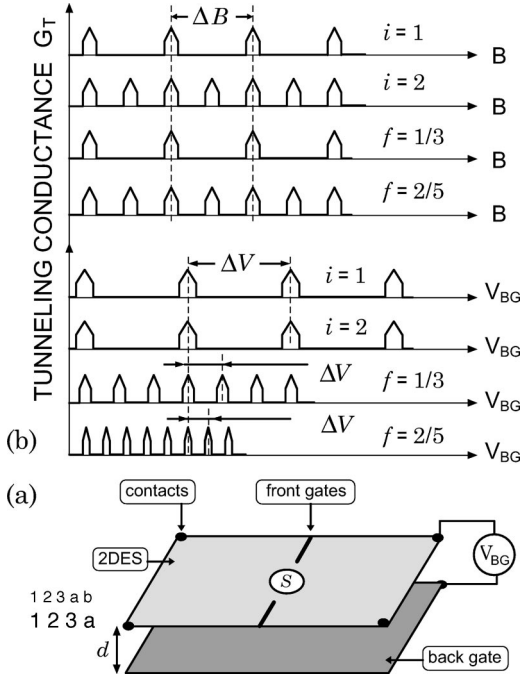 TUNNELING CONDUCTANCE G_T
ΔB
i = 1
B
i = 2
B
f = 1/3
B
f = 2/5
B
ΔV
i = 1
V_BG
i = 2
V_BG
ΔV
f = 1/3
V_BG
ΔV
f = 2/5
V_BG
(b)
(a)
contacts
front gates
2DES
S
V_BG
1 2 3 a b
1 2 3 a
d
back gate